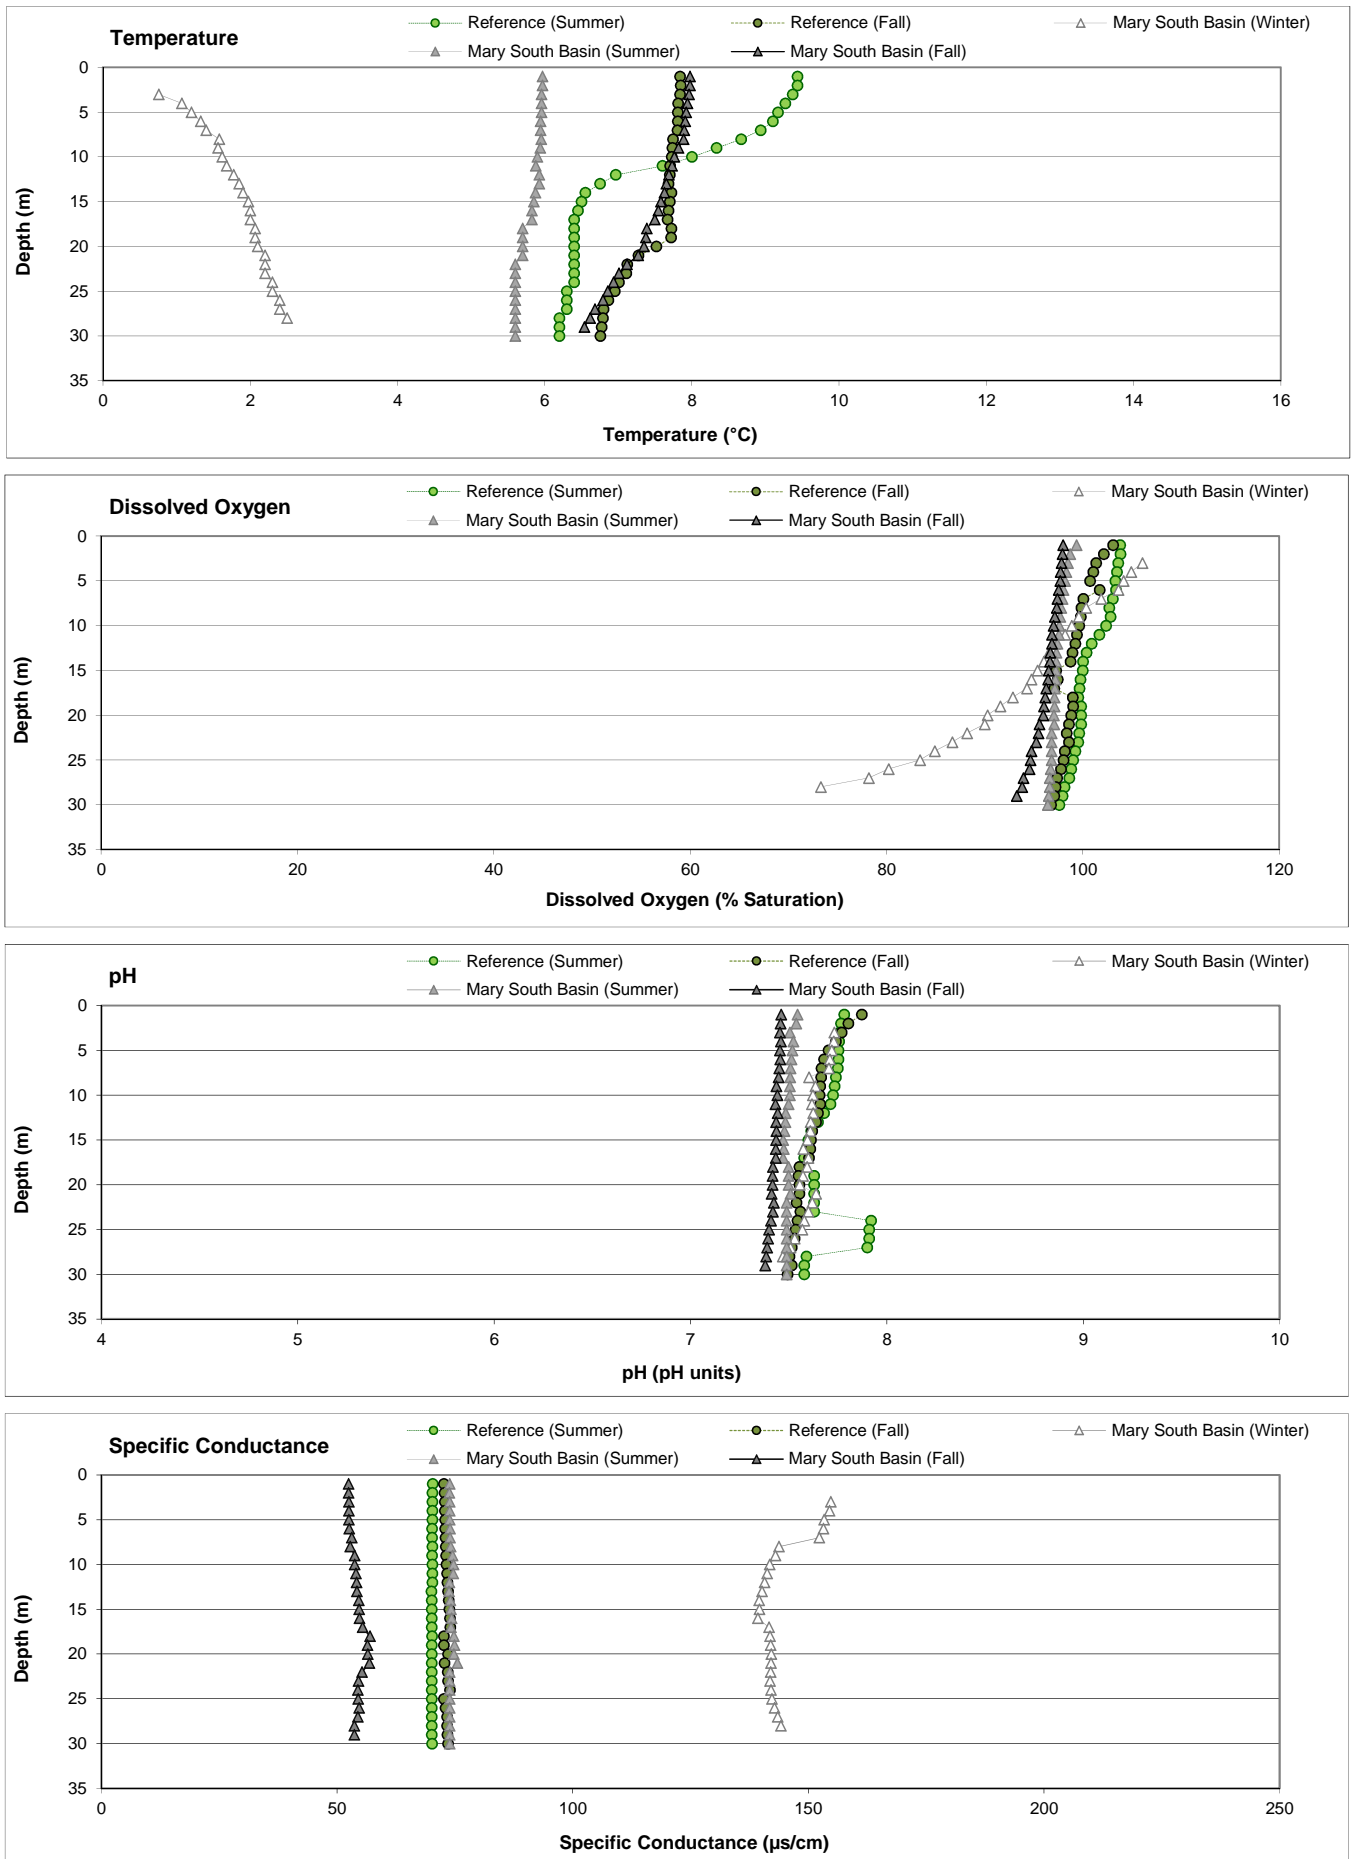 Temperature
Reference (Summer) Reference (Fall) Mary South Basin (Winter)
Mary South Basin (Summer) Mary South Basin (Fall)
0
5
10
15
20
25
30
35
Depth (m)
0 2 4 6 8 10 12 14 16
Temperature (°C)
Dissolved Oxygen
Reference (Summer) Reference (Fall) Mary South Basin (Winter)
Mary South Basin (Summer) Mary South Basin (Fall)
0
5
10
15
20
25
30
35
Depth (m)
0 20 40 60 80 100 120
Dissolved Oxygen (% Saturation)
pH
Reference (Summer) Reference (Fall) Mary South Basin (Winter)
Mary South Basin (Summer) Mary South Basin (Fall)
0
5
10
15
20
25
30
35
Depth (m)
4 5 6 7 8 9 10
pH (pH units)
Specific Conductance
Reference (Summer) Reference (Fall) Mary South Basin (Winter)
Mary South Basin (Summer) Mary South Basin (Fall)
0
5
10
15
20
25
30
35
Depth (m)
0 50 100 150 200 250
Specific Conductance (µs/cm)